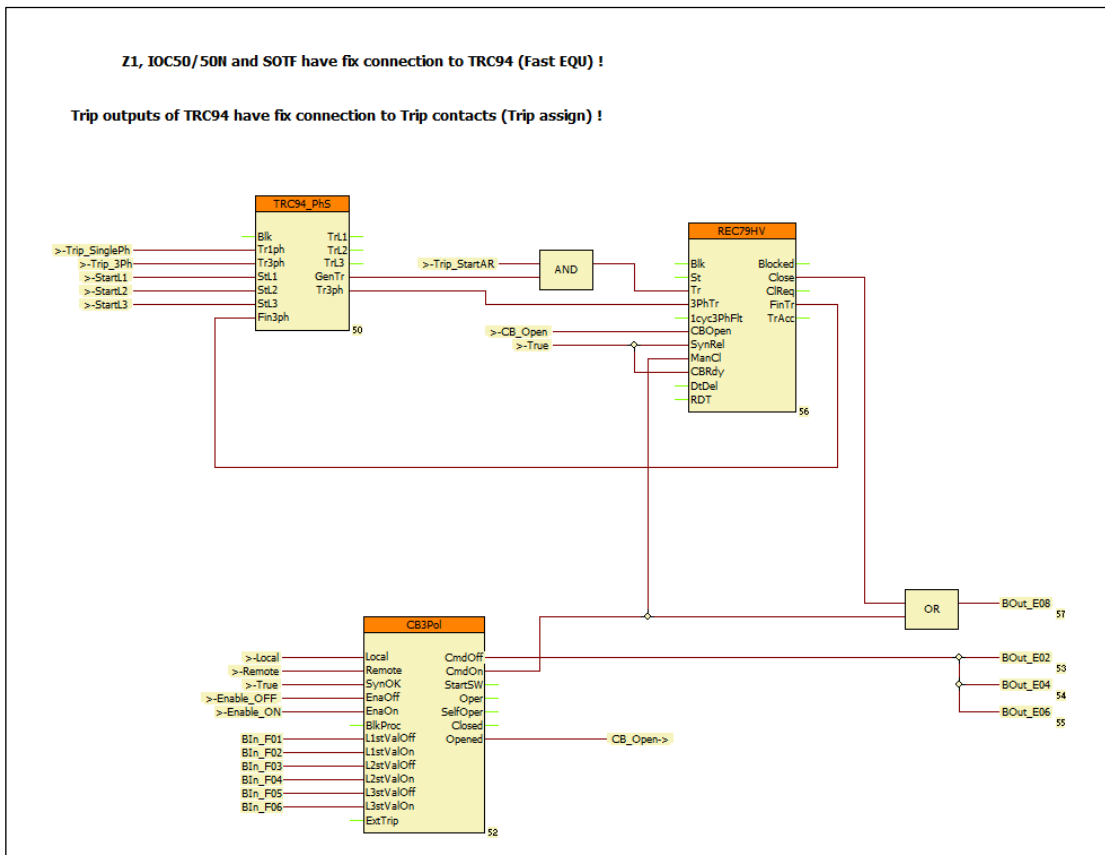 Z1, IOC50/50N and SOTF have fix connection to TRC94 (Fast EQU) !
Trip outputs of TRC94 have fix connection to Trip contacts (Trip assign) !
TRC94_PhS
Blk
Tr1ph
Tr3ph
StL1
StL2
StL3
Fin3ph
TrL1
TrL2
TrL3
GenTr
Tr3ph
50
>-Trip_SinglePh
>-Trip_3Ph
>-StartL1
>-StartL2
>-StartL3
>-Trip_StartAR
AND
>-CB_Open
>-True
REC79HV
Blk
St
Tr
3PhTr
1cyc3PhFlt
CBOpen
SynRel
ManCl
CBRdy
DtDel
RDT
Blocked
Close
ClReq
FinTr
TrAcc
56
OR
BOut_E08
57
CB3Pol
Local
Remote
SynOK
EnaOff
EnaOn
BlkProc
L1stValOff
L1stValOn
L2stValOff
L2stValOn
L3stValOff
L3stValOn
ExtTrip
CmdOff
CmdOn
StartSW
Oper
SelfOper
Closed
Opened
52
>-Local
>-Remote
>-True
>-Enable_OFF
>-Enable_ON
BIn_F01
BIn_F02
BIn_F03
BIn_F04
BIn_F05
BIn_F06
CB_Open->
BOut_E02
53
BOut_E04
54
BOut_E06
55